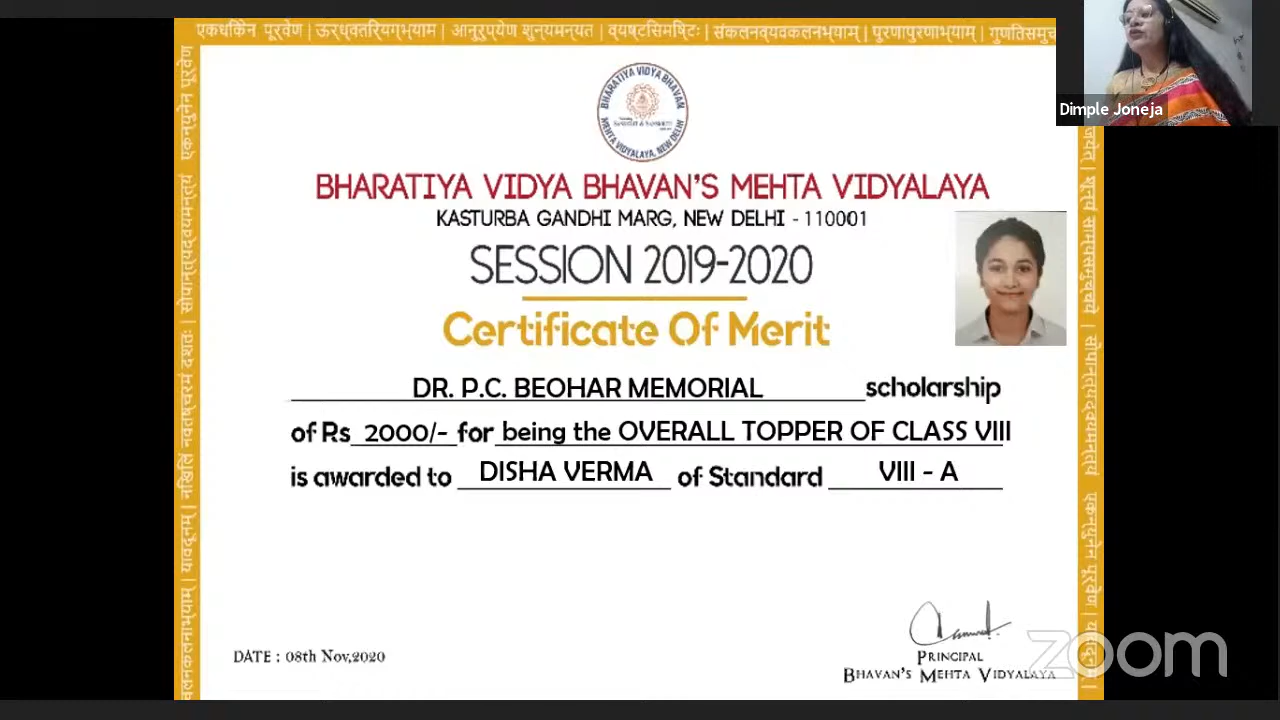 एकधिकेन पूर्वेण | ऊर्ध्वतिर्यग्भ्याम | आनुरूप्येण शून्यमन्यत | व्यष्टिसमष्टिः | संकलनव्यवकलनभ्याम् | पुरणापुरणाभ्याम् | गुणितसमुच
Dimple Joneja
BHARATIYA VIDYA BHAVAN
MEHTA VIDYALAYA, NEW DELHI
BHARATIYA VIDYA BHAVAN'S MEHTA VIDYALAYA
KASTURBA GANDHI MARG, NEW DELHI - 110001
SESSION 2019-2020
Certificate Of Merit
DR. P.C. BEOHAR MEMORIAL scholarship
of Rs 2000/- for being the OVERALL TOPPER OF CLASS VIII
is awarded to DISHA VERMA of Standard VIII - A
DATE : 08th Nov,2020
PRINCIPAL
BHAVAN'S MEHTA VIDYALAYA
zoom